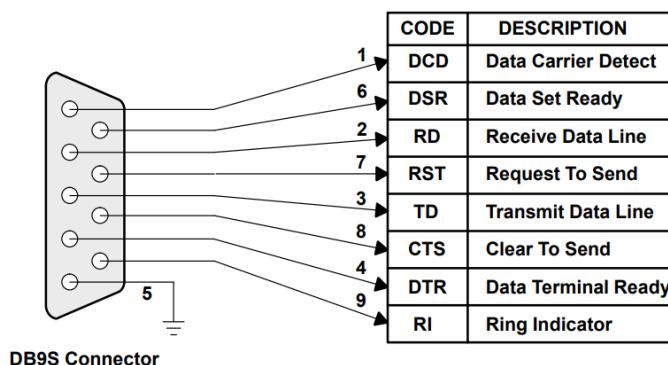 CODE DESCRIPTION
1 DCD Data Carrier Detect
6 DSR Data Set Ready
2 RD Receive Data Line
7 RST Request To Send
3 TD Transmit Data Line
8 CTS Clear To Send
4 DTR Data Terminal Ready
9 RI Ring Indicator
5
DB9S Connector